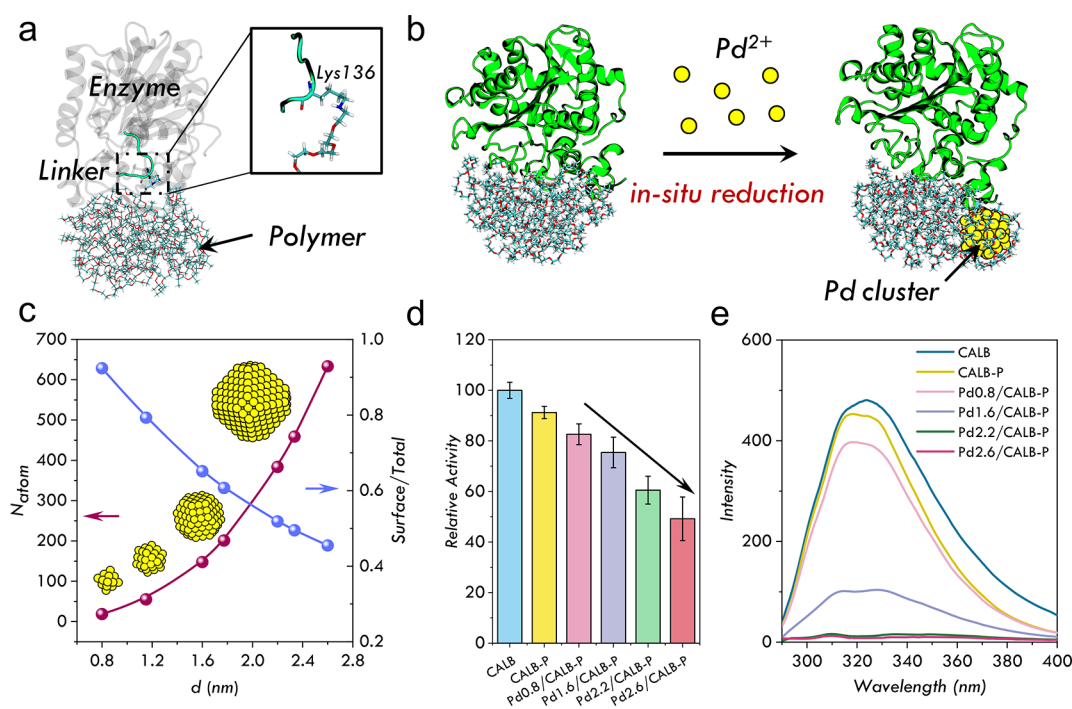 a
Enzyme
Lys136
Linker
Polymer
b
Pd2+
in-situ reduction
Pd cluster
c
700
600
500
400
300
200
100
0
Natom
1.0
0.8
0.6
0.4
0.2
Surface/Total
0.8 1.2 1.6 2.0 2.4 2.8
d (nm)
d
120
100
80
60
40
20
0
Relative Activity
CALB
CALB-P
Pd0.8/CALB-P
Pd1.6/CALB-P
Pd2.2/CALB-P
Pd2.6/CALB-P
e
600
400
200
0
Intensity
CALB
CALB-P
Pd0.8/CALB-P
Pd1.6/CALB-P
Pd2.2/CALB-P
Pd2.6/CALB-P
300 320 340 360 380 400
Wavelength (nm)